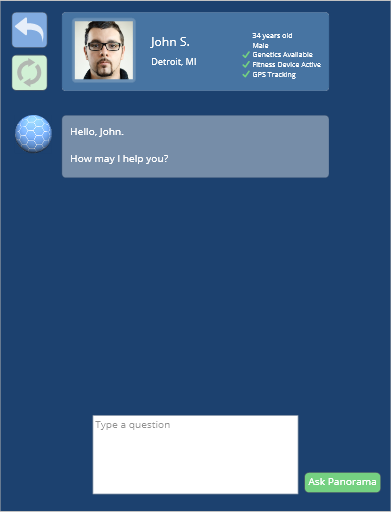 John S.
Detroit, MI
34 years old
Male
Genetics Available
Fitness Device Active
GPS Tracking
Hello, John.
How may I help you?
Type a question
Ask Panorama